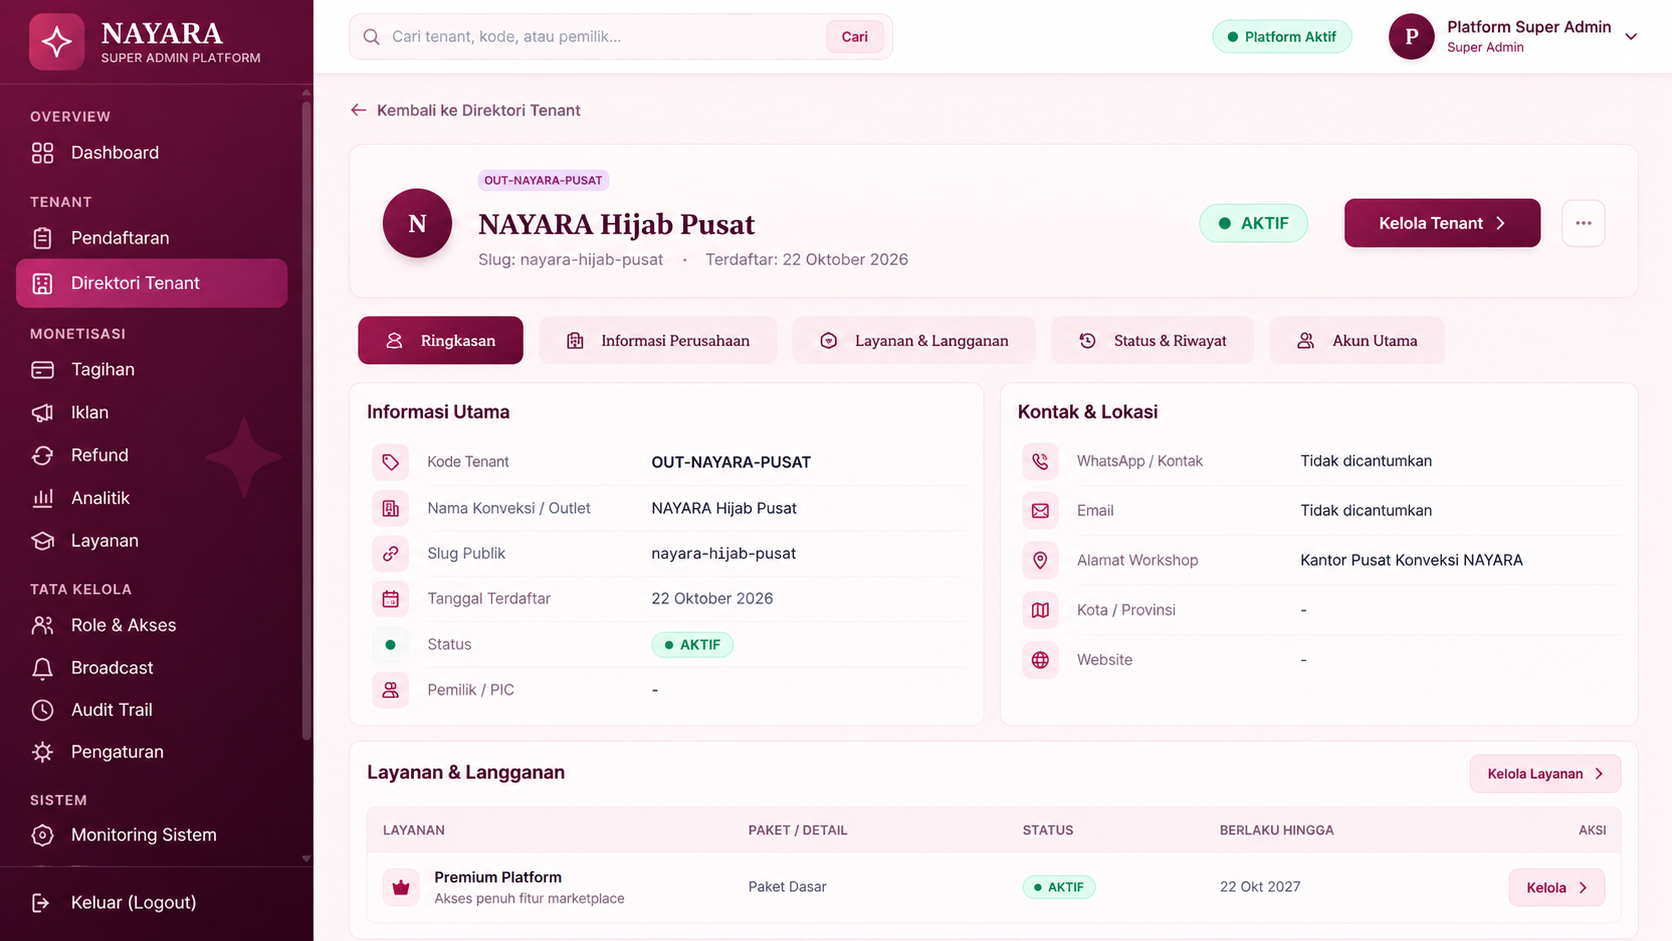 NAYARA
SUPER ADMIN PLATFORM
OVERVIEW
Dashboard
TENANT
Pendaftaran
Direktori Tenant
MONETISASI
Tagihan
Iklan
Refund
Analitik
Layanan
TATA KELOLA
Role & Akses
Broadcast
Audit Trail
Pengaturan
SISTEM
Monitoring Sistem
Keluar (Logout)
Cari tenant, kode, atau pemilik...
Cari
Platform Aktif
P
Platform Super Admin
Super Admin
Kembali ke Direktori Tenant
N
OUT-NAYARA-PUSAT
NAYARA Hijab Pusat
Slug: nayara-hijab-pusat • Terdaftar: 22 Oktober 2026
AKTIF
Kelola Tenant
Ringkasan
Informasi Perusahaan
Layanan & Langganan
Status & Riwayat
Akun Utama
Informasi Utama
Kode Tenant OUT-NAYARA-PUSAT
Nama Konveksi / Outlet NAYARA Hijab Pusat
Slug Publik nayara-hijab-pusat
Tanggal Terdaftar 22 Oktober 2026
Status AKTIF
Pemilik / PIC -
Kontak & Lokasi
WhatsApp / Kontak Tidak dicantumkan
Email Tidak dicantumkan
Alamat Workshop Kantor Pusat Konveksi NAYARA
Kota / Provinsi -
Website -
Layanan & Langganan
Kelola Layanan
LAYANAN PAKET / DETAIL STATUS BERLAKU HINGGA AKSI
Premium Platform
Akses penuh fitur marketplace
Paket Dasar
AKTIF
22 Okt 2027
Kelola